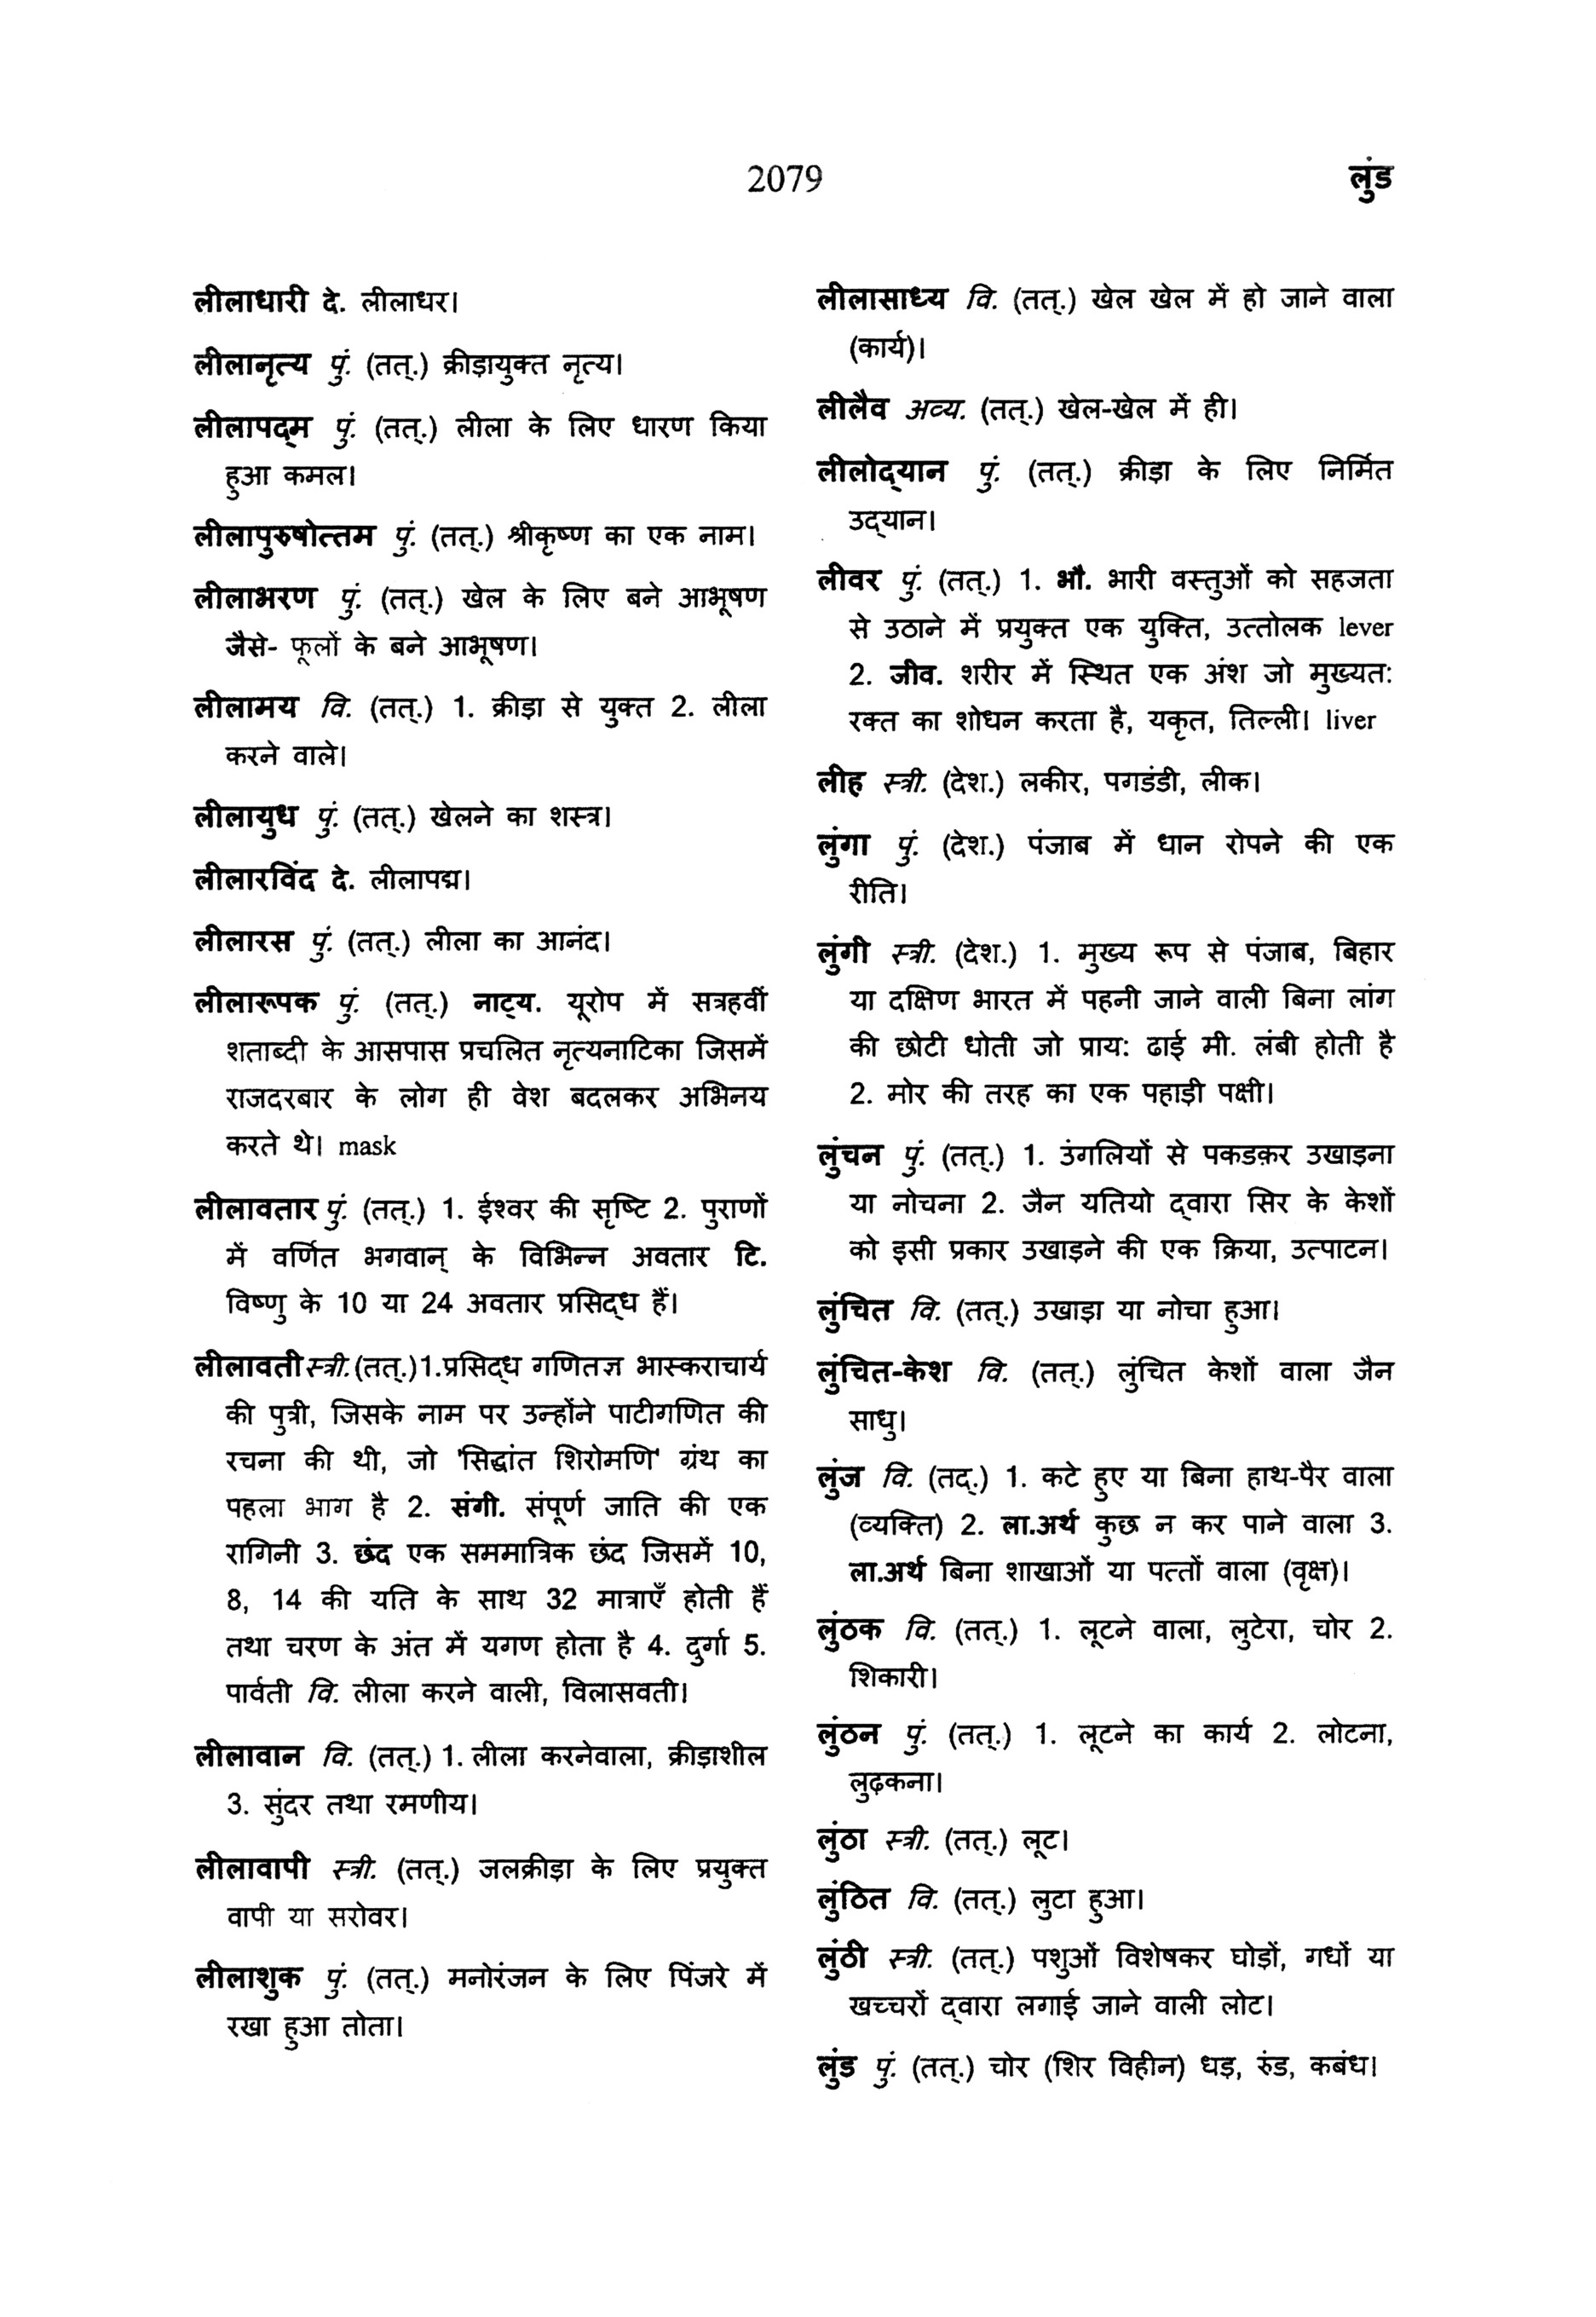 2079
लुंड
लीलाधारी दे. लीलाधर।
लीलानृत्य पुं. (तत्.) क्रीड़ायुक्त नृत्य।
लीलापद्‌म पुं. (तत्.) लीला के लिए धारण किया
हुआ कमल।
लीलापुरुषोत्तम पुं. (तत्.) श्रीकृष्ण का एक नाम।
लीलाभरण पुं. (तत्.) खेल के लिए बने आभूषण
जैसे- फूलों के बने आभूषण।
लीलामय वि. (तत्.) 1. क्रीड़ा से युक्त 2. लीला
करने वाले।
लीलायुध पुं. (तत्.) खेलने का शस्त्र।
लीलारविंद दे. लीलापद्म।
लीलारस पुं. (तत्.) लीला का आनंद।
लीलारूपक पुं. (तत्.) नाट्‌य. यूरोप में सत्रहवीं
शताब्दी के आसपास प्रचलित नृत्यनाटिका जिसमें
राजदरबार के लोग ही वेश बदलकर अभिनय
करते थे। mask
लीलावतार पुं. (तत्.) 1. ईश्वर की सृष्टि 2. पुराणों
में वर्णित भगवान् के विभिन्न अवतार टि.
विष्णु के 10 या 24 अवतार प्रसिद्‌ध हैं।
लीलावती स्त्री. (तत्.) 1.प्रसिद्‌ध गणितज्ञ भास्कराचार्य
की पुत्री, जिसके नाम पर उन्होंने पाटीगणित की
रचना की थी, जो 'सिद्धांत शिरोमणि' ग्रंथ का
पहला भाग है 2. संगी. संपूर्ण जाति की एक
रागिनी 3. छंद एक सममात्रिक छंद जिसमें 10,
8, 14 की यति के साथ 32 मात्राएँ होती हैं
तथा चरण के अंत में यगण होता है 4. दुर्गा 5.
पार्वती वि. लीला करने वाली, विलासवती।
लीलावान वि. (तत्.) 1. लीला करनेवाला, क्रीड़ाशील
3. सुंदर तथा रमणीय।
लीलावापी स्त्री. (तत्.) जलक्रीड़ा के लिए प्रयुक्त
वापी या सरोवर।
लीलाशुक पुं. (तत्.) मनोरंजन के लिए पिंजरे में
रखा हुआ तोता।
लीलासाध्य वि. (तत्.) खेल खेल में हो जाने वाला
(कार्य)।
लीलैव अव्य. (तत्.) खेल-खेल में ही।
लीलोद्‌यान पुं. (तत्.) क्रीड़ा के लिए निर्मित
उद्‌यान।
लीवर पुं. (तत्.) 1. भौ. भारी वस्तुओं को सहजता
से उठाने में प्रयुक्त एक युक्ति, उत्तोलक lever
2. जीव. शरीर में स्थित एक अंश जो मुख्यत:
रक्त का शोधन करता है, यकृत, तिल्ली। liver
लीह स्त्री. (देश.) लकीर, पगडंडी, लीक।
लुंगा पुं. (देश.) पंजाब में धान रोपने की एक
रीति।
लुंगी स्त्री. (देश.) 1. मुख्य रूप से पंजाब, बिहार
या दक्षिण भारत में पहनी जाने वाली बिना लांग
की छोटी धोती जो प्राय: ढाई मी. लंबी होती है
2. मोर की तरह का एक पहाड़ी पक्षी।
लुंचन पुं. (तत्.) 1. उंगलियों से पकडक़र उखाड़ना
या नोचना 2. जैन यतियो द्‌वारा सिर के केशों
को इसी प्रकार उखाड़ने की एक क्रिया, उत्पाटन।
लुंचित वि. (तत्.) उखाड़ा या नोचा हुआ।
लुंचित-केश वि. (तत्.) लुंचित केशों वाला जैन
साधु।
लुंज वि. (तद्.) 1. कटे हुए या बिना हाथ-पैर वाला
(व्यक्ति) 2. ला.अर्थ कुछ न कर पाने वाला 3.
ला.अर्थ बिना शाखाओं या पत्तों वाला (वृक्ष)।
लुंठक वि. (तत्.) 1. लूटने वाला, लुटेरा, चोर 2.
शिकारी।
लुंठन पुं. (तत्.) 1. लूटने का कार्य 2. लोटना,
लुढ़कना।
लुंठा स्त्री. (तत्.) लूट।
लुंठित वि. (तत्.) लुटा हुआ।
लुंठी स्त्री. (तत्.) पशुओं विशेषकर घोड़ों, गधों या
खच्चरों द्‌वारा लगाई जाने वाली लोट।
लुंड पुं. (तत्.) चोर (शिर विहीन) धड़, रुंड, कबंध।